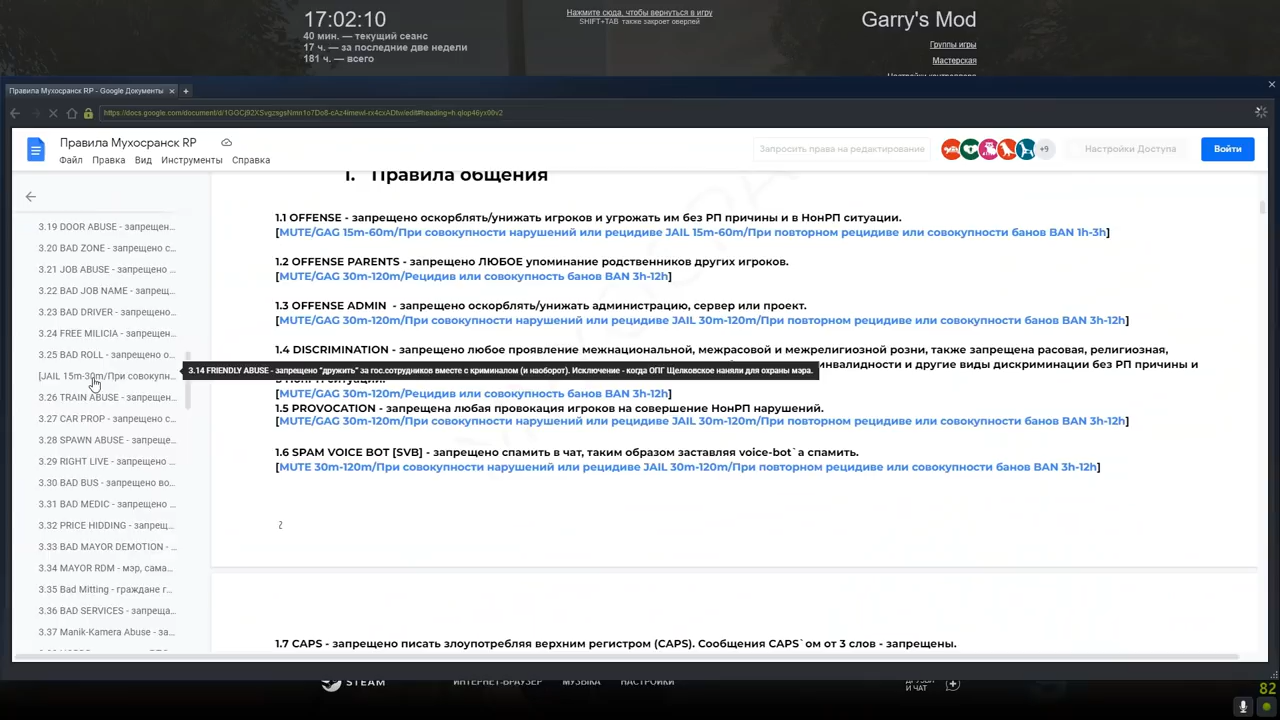 17:02:10
40 мин. — текущий сеанс
17 ч. — за последние две недели
181 ч. — всего
Нажмите сюда, чтобы вернуться в игру
SHIFT+TAB также закроет оверлей
Garry's Mod
Группы игры
Мастерская
Правила Мухосранск RP - Google Документы
Правила Мухосранск RP
Файл Правка Вид Инструменты Справка
Запросить права на редактирование
+9
Настройки Доступа
Войти
3.19 DOOR ABUSE - запрещен...
3.20 BAD ZONE - запрещено с...
3.21 JOB ABUSE - запрещено ...
3.22 BAD JOB NAME - запрещ...
3.23 BAD DRIVER - запрещено...
3.24 FREE MILICIA - запрещен...
3.25 BAD ROLL - запрещено о...
[JAIL 15m-30m/При совокупн...
3.26 TRAIN ABUSE - запрещен...
3.27 CAR PROP - запрещено с...
3.28 SPAWN ABUSE - запреще...
3.29 RIGHT LIVE - запрещено ...
3.30 BAD BUS - запрещено во...
3.31 BAD MEDIC - запрещено ...
3.32 PRICE HIDDING - запрещ...
3.33 BAD MAYOR DEMOTION - ...
3.34 MAYOR RDM - мэр, сама...
3.35 Bad Mitting - граждане г...
3.36 BAD SERVICES - запреща...
3.37 Manik-Kamera Abuse - за...
3.14 FRIENDLY ABUSE - запрещено "дружить" за гос.сотрудников вместе с криминалом (и наоборот). Исключение - когда ОПГ Щелковское наняли для охраны мэра.
I. Правила общения
1.1 OFFENSE - запрещено оскорблять/унижать игроков и угрожать им без РП причины и в НонРП ситуации.
[MUTE/GAG 15m-60m/При совокупности нарушений или рецидиве JAIL 15m-60m/При повторном рецидиве или совокупности банов BAN 1h-3h]
1.2 OFFENSE PARENTS - запрещено ЛЮБОЕ упоминание родственников других игроков.
[MUTE/GAG 30m-120m/Рецидив или совокупность банов BAN 3h-12h]
1.3 OFFENSE ADMIN - запрещено оскорблять/унижать администрацию, сервер или проект.
[MUTE/GAG 30m-120m/При совокупности нарушений или рецидиве JAIL 30m-120m/При повторном рецидиве или совокупности банов BAN 3h-12h]
1.4 DISCRIMINATION - запрещено любое проявление межнациональной, межрасовой и межрелигиозной розни, также запрещена расовая, религиозная,
инвалидности и другие виды дискриминации без РП причины и
[MUTE/GAG 30m-120m/Рецидив или совокупность банов BAN 3h-12h]
1.5 PROVOCATION - запрещена любая провокация игроков на совершение НонРП нарушений.
[MUTE/GAG 30m-120m/При совокупности нарушений или рецидиве JAIL 30m-120m/При повторном рецидиве или совокупности банов BAN 3h-12h]
1.6 SPAM VOICE BOT [SVB] - запрещено спамить в чат, таким образом заставляя voice-bot`a спамить.
[MUTE 30m-120m/При совокупности нарушений или рецидиве JAIL 30m-120m/При повторном рецидиве или совокупности банов BAN 3h-12h]
2
1.7 CAPS - запрещено писать злоупотребляя верхним регистром (CAPS). Сообщения CAPS`ом от 3 слов - запрещены.
STEAM
ИНТЕРНЕТ-БРАУЗЕР
МУЗЫКА
НАСТРОЙКИ
И ЧАТ
82